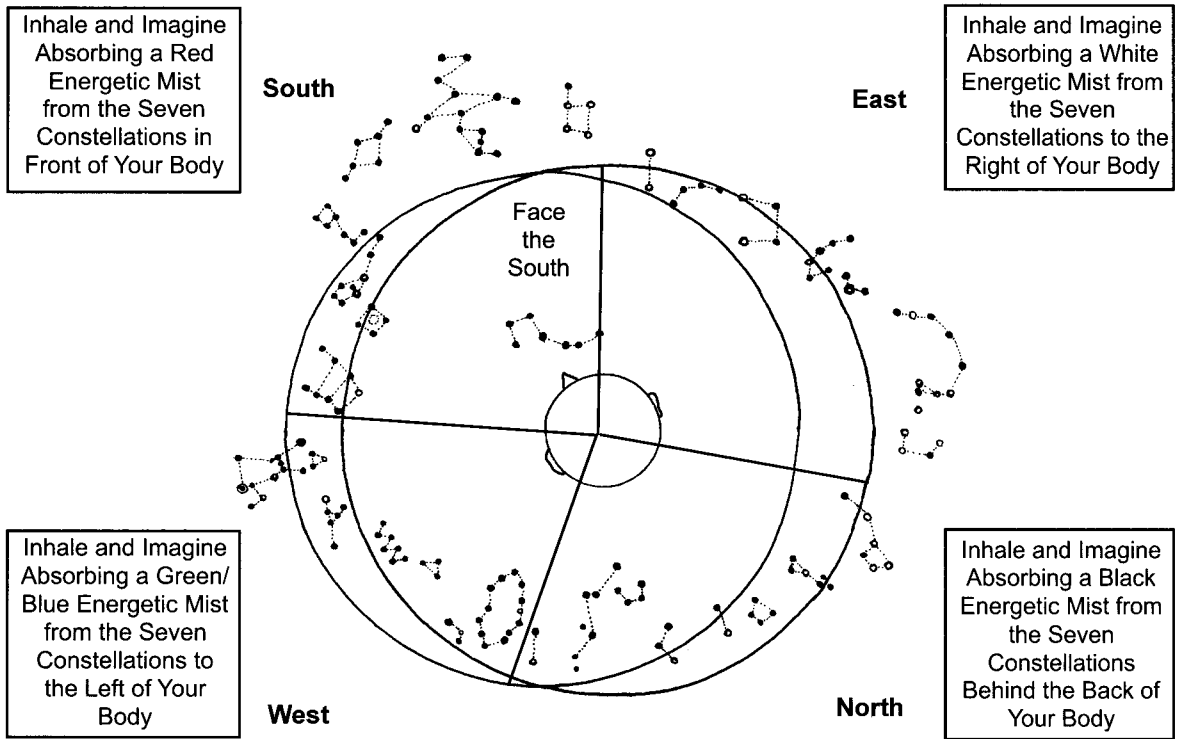 Inhale and Imagine
Absorbing a Red
Energetic Mist
from the Seven
Constellations in
Front of Your Body
South
East
Inhale and Imagine
Absorbing a White
Energetic Mist from
the Seven
Constellations to the
Right of Your Body
Face
the
South
Inhale and Imagine
Absorbing a Green/
Blue Energetic Mist
from the Seven
Constellations to
the Left of Your
Body
West
North
Inhale and Imagine
Absorbing a Black
Energetic Mist from
the Seven
Constellations
Behind the Back of
Your Body